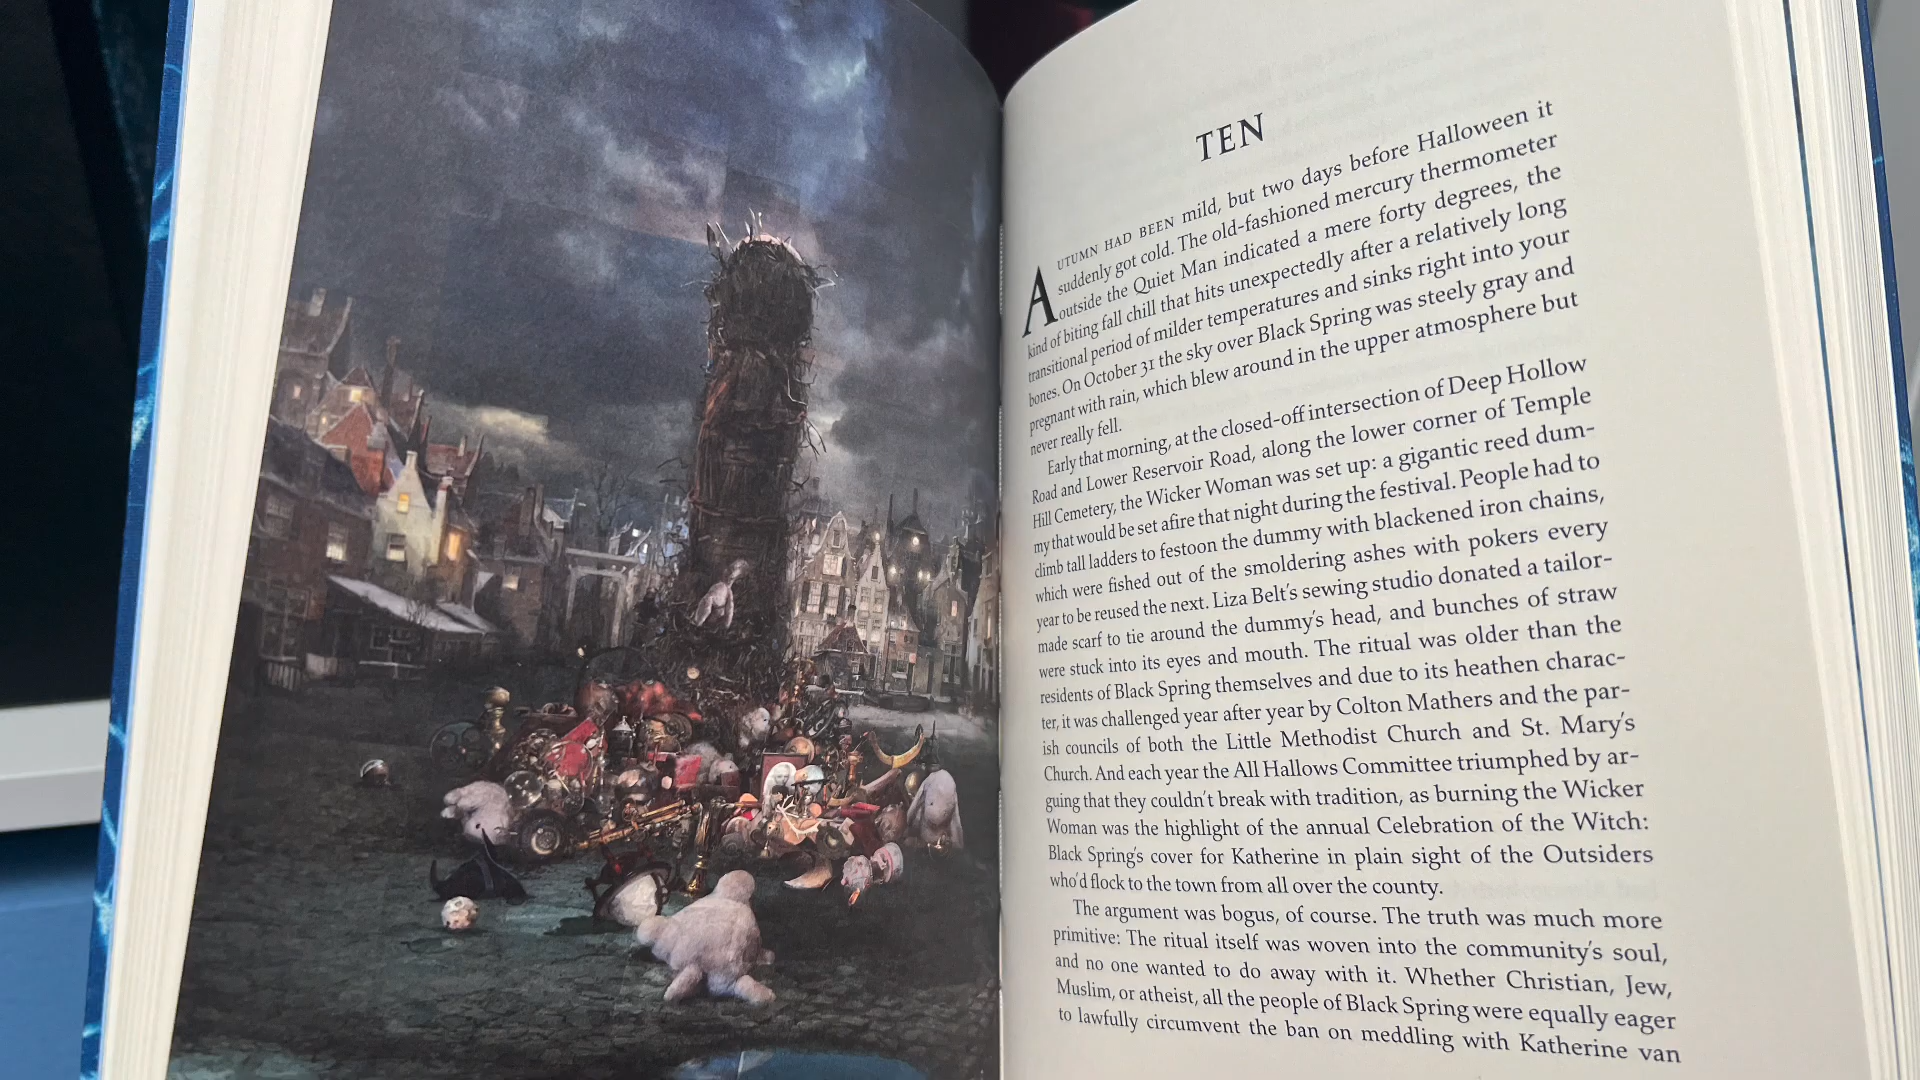 TEN
AUTUMN HAD BEEN mild, but two days before Halloween it
suddenly got cold. The old-fashioned mercury thermometer
outside the Quiet Man indicated a mere forty degrees, the
kind of biting fall chill that hits unexpectedly after a relatively long
transitional period of milder temperatures and sinks right into your
bones. On October 31 the sky over Black Spring was steely gray and
pregnant with rain, which blew around in the upper atmosphere but
never really fell.
Early that morning, at the closed-off intersection of Deep Hollow
Road and Lower Reservoir Road, along the lower corner of Temple
Hill Cemetery, the Wicker Woman was set up: a gigantic reed dum-
my that would be set afire that night during the festival. People had to
climb tall ladders to festoon the dummy with blackened iron chains,
which were fished out of the smoldering ashes with pokers every
year to be reused the next. Liza Belt's sewing studio donated a tailor-
made scarf to tie around the dummy's head, and bunches of straw
were stuck into its eyes and mouth. The ritual was older than the
residents of Black Spring themselves and due to its heathen charac-
ter, it was challenged year after year by Colton Mathers and the par-
ish councils of both the Little Methodist Church and St. Mary's
Church. And each year the All Hallows Committee triumphed by ar-
guing that they couldn't break with tradition, as burning the Wicker
Woman was the highlight of the annual Celebration of the Witch:
Black Spring's cover for Katherine in plain sight of the Outsiders
who'd flock to the town from all over the county.
The argument was bogus, of course. The truth was much more
primitive: The ritual itself was woven into the community's soul,
and no one wanted to do away with it. Whether Christian, Jew,
Muslim, or atheist, all the people of Black Spring were equally eager
to lawfully circumvent the ban on meddling with Katherine van